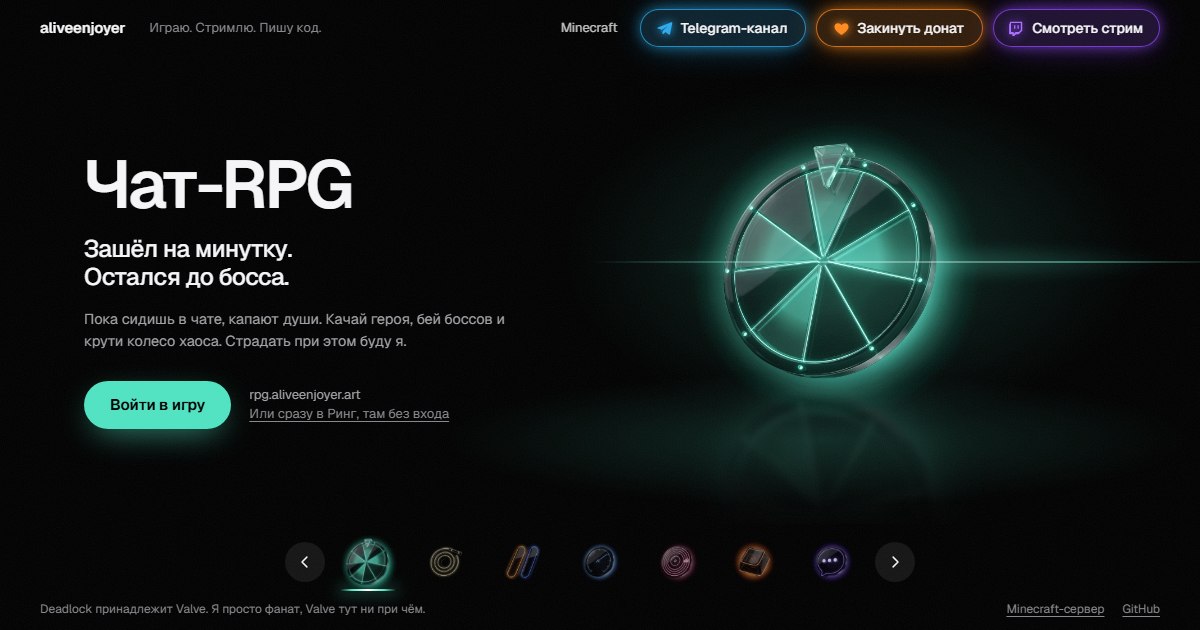 aliveenjoyer
Играю. Стримлю. Пишу код.
Minecraft
Telegram-канал
Закинуть донат
Смотреть стрим
Чат-RPG
Зашёл на минутку.
Остался до босса.
Пока сидишь в чате, капают души. Качай героя, бей боссов и
крути колесо хаоса. Страдать при этом буду я.
Войти в игру
rpg.aliveenjoyer.art
Или сразу в Ринг, там без входа
Deadlock принадлежит Valve. Я просто фанат, Valve тут ни при чём.
Minecraft-сервер
GitHub